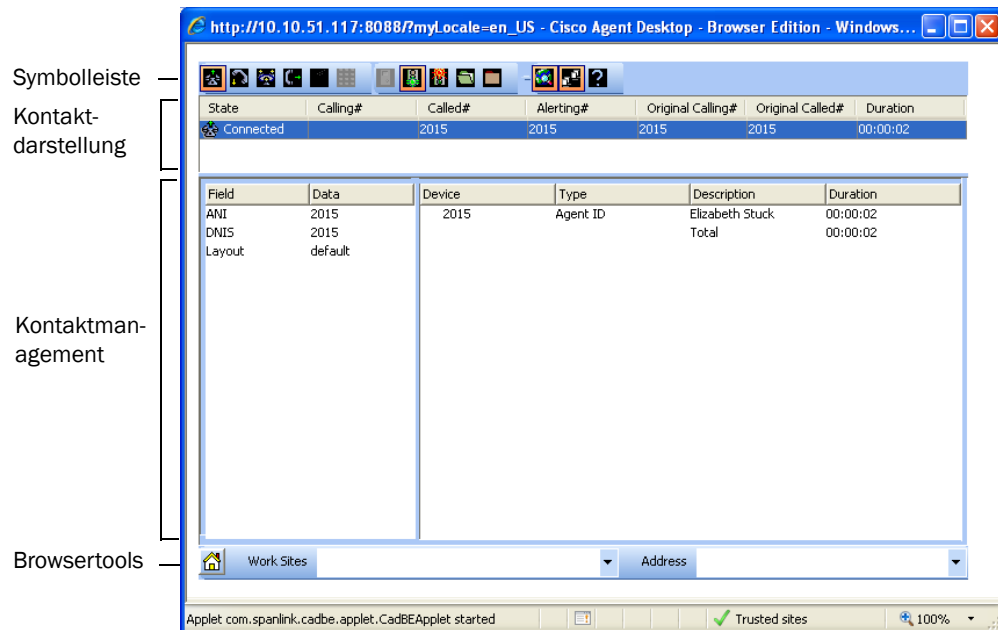 http://10.10.51.117:8088/?myLocale=en_US - Cisco Agent Desktop - Browser Edition - Windows...
Symbolleiste
Kontakt-
darstellung
State Calling# Called# Alerting# Original Calling# Original Called# Duration
Connected 2015 2015 2015 2015 00:00:02
Kontaktman-
agement
Field Data Device Type Description Duration
ANI 2015 2015 Agent ID Elizabeth Stuck 00:00:02
DNIS 2015 Total 00:00:02
Layout default
Browsertools
Work Sites Address
Applet com.spanlink.cadbe.applet.CadBEApplet started Trusted sites 100%